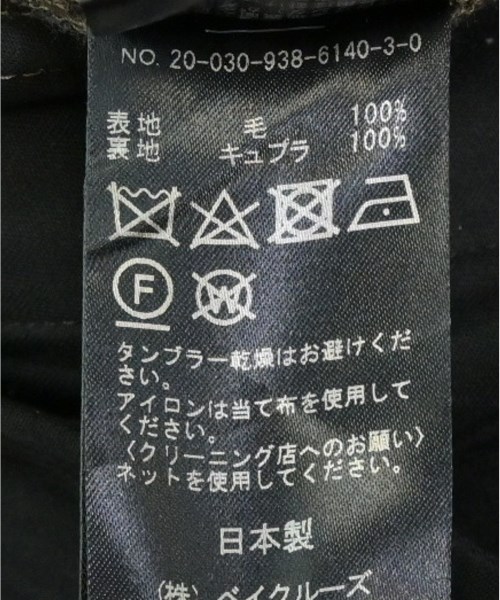 NO. 20-030-938-6140-3-0
表地 毛 100%
裏地 キュプラ 100%
F W
タンブラー乾燥はお避けくだ
さい。
アイロンは当て布を使用して
ください。
〈クリーニング店へのお願い〉
ネットを使用してください。
日本製
(株) ベイクルーズ